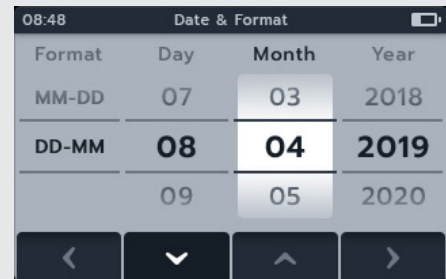 08:48 Date & Format
Format Day Month Year
MM-DD 07 03 2018
DD-MM 08 04 2019
09 05 2020